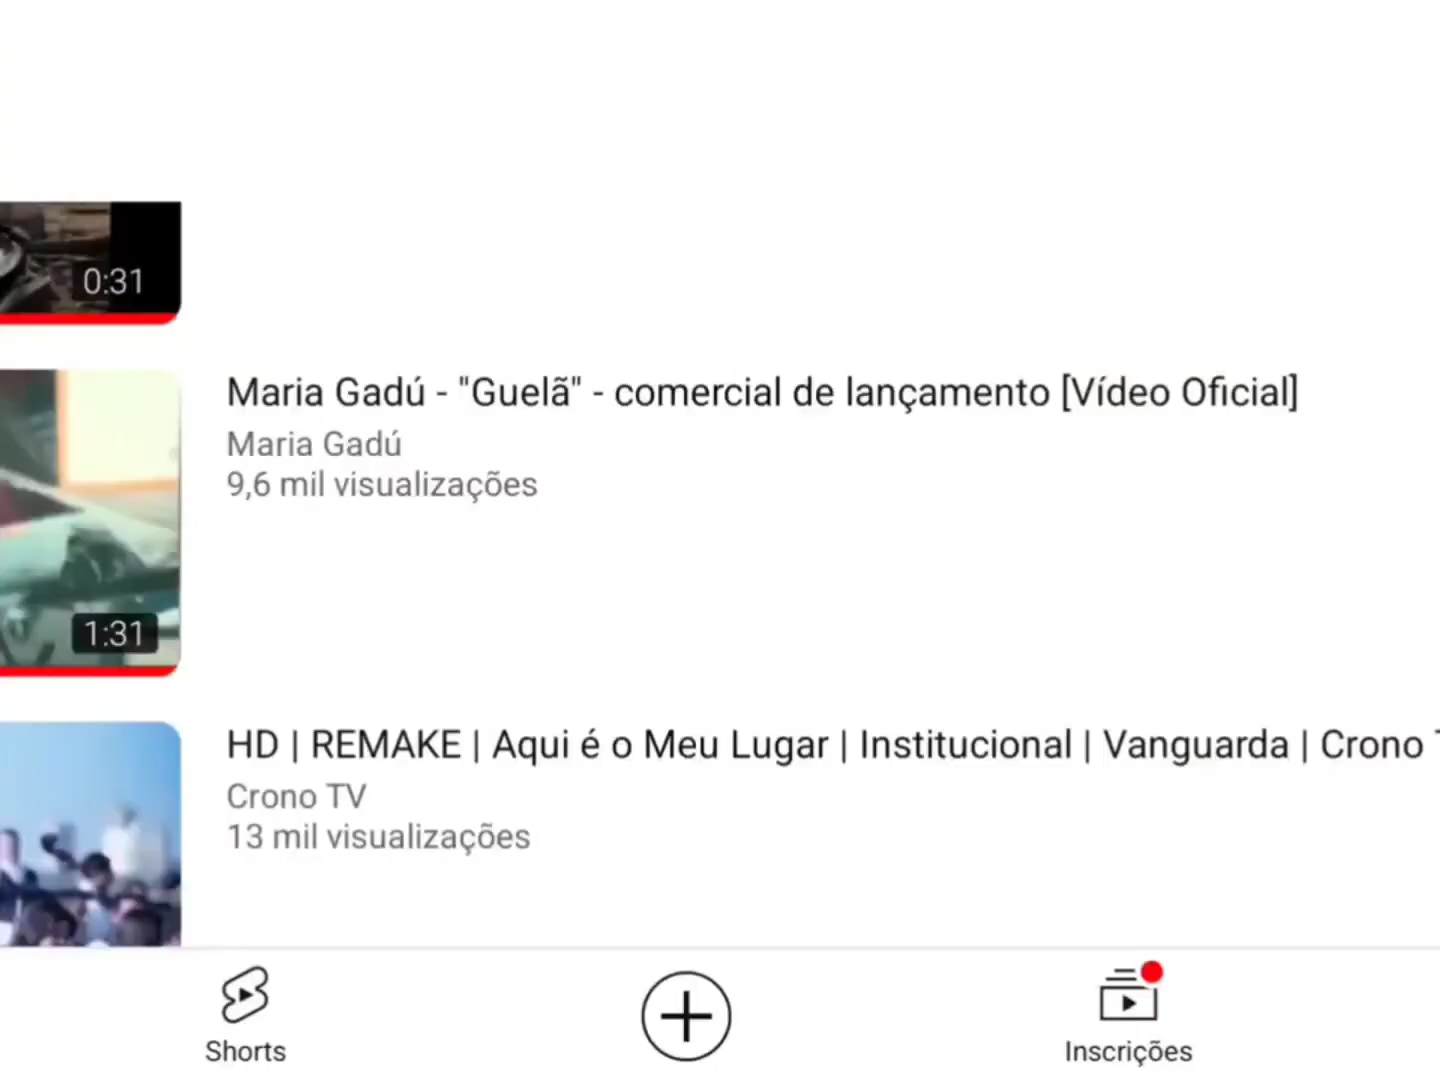 0:31
Maria Gadú - "Guelã" - comercial de lançamento [Vídeo Oficial]
Maria Gadú
9,6 mil visualizações
1:31
HD | REMAKE | Aqui é o Meu Lugar | Institucional | Vanguarda | Crono
Crono TV
13 mil visualizações
Shorts
Inscrições